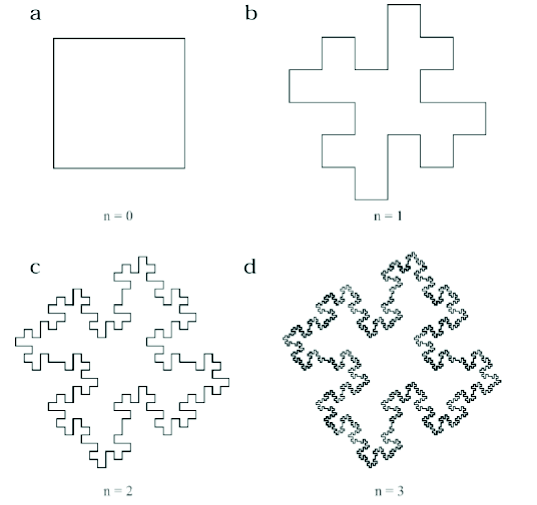 a
b
n = 0
n = 1
c
d
n = 2
n = 3